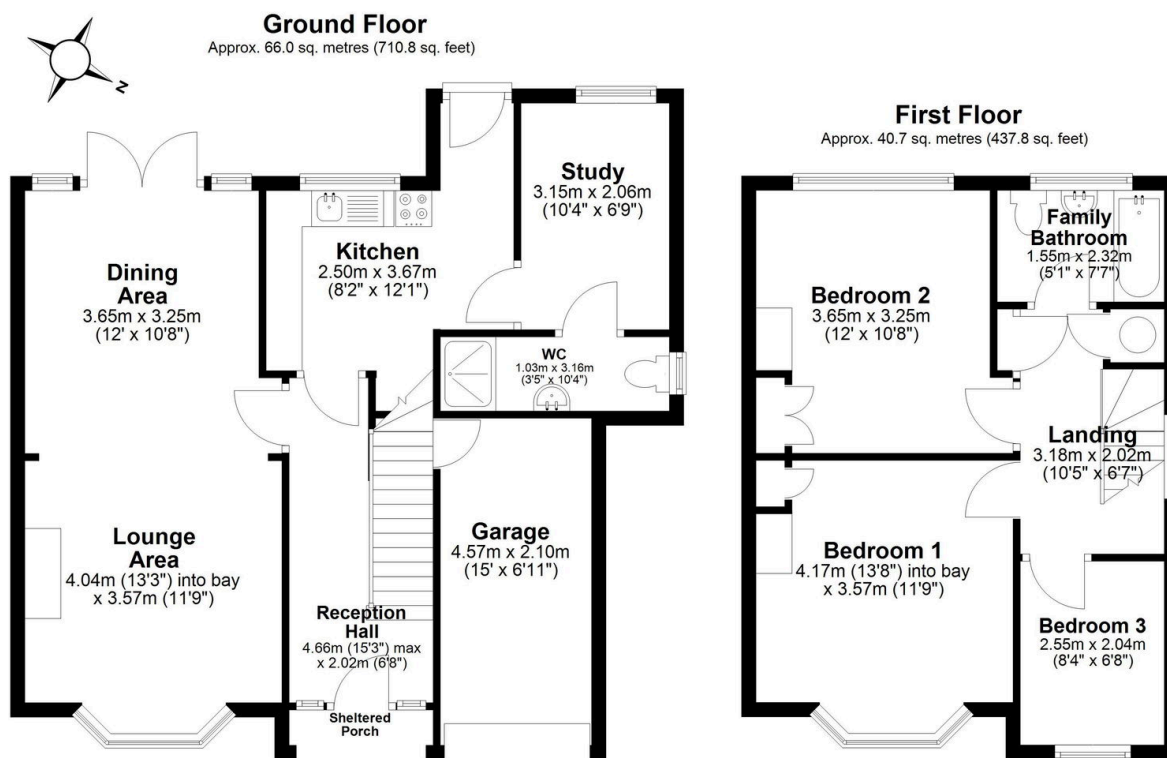 Ground Floor
Approx. 66.0 sq. metres (710.8 sq. feet)
N
Study
3.15m x 2.06m
(10'4" x 6'9")
Kitchen
2.50m x 3.67m
(8'2" x 12'1")
Dining
Area
3.65m x 3.25m
(12' x 10'8")
WC
1.03m x 3.16m
(3'5" x 10'4")
Garage
4.57m x 2.10m
(15' x 6'11")
Lounge
Area
4.04m (13'3") into bay
x 3.57m (11'9")
Reception
Hall
4.66m (15'3") max
x 2.02m (6'8")
Sheltered
Porch
First Floor
Approx. 40.7 sq. metres (437.8 sq. feet)
Family
Bathroom
1.55m x 2.32m
(5'1" x 7'7")
Bedroom 2
3.65m x 3.25m
(12' x 10'8")
Landing
3.18m x 2.02m
(10'5" x 6'7")
Bedroom 1
4.17m (13'8") into bay
x 3.57m (11'9")
Bedroom 3
2.55m x 2.04m
(8'4" x 6'8")